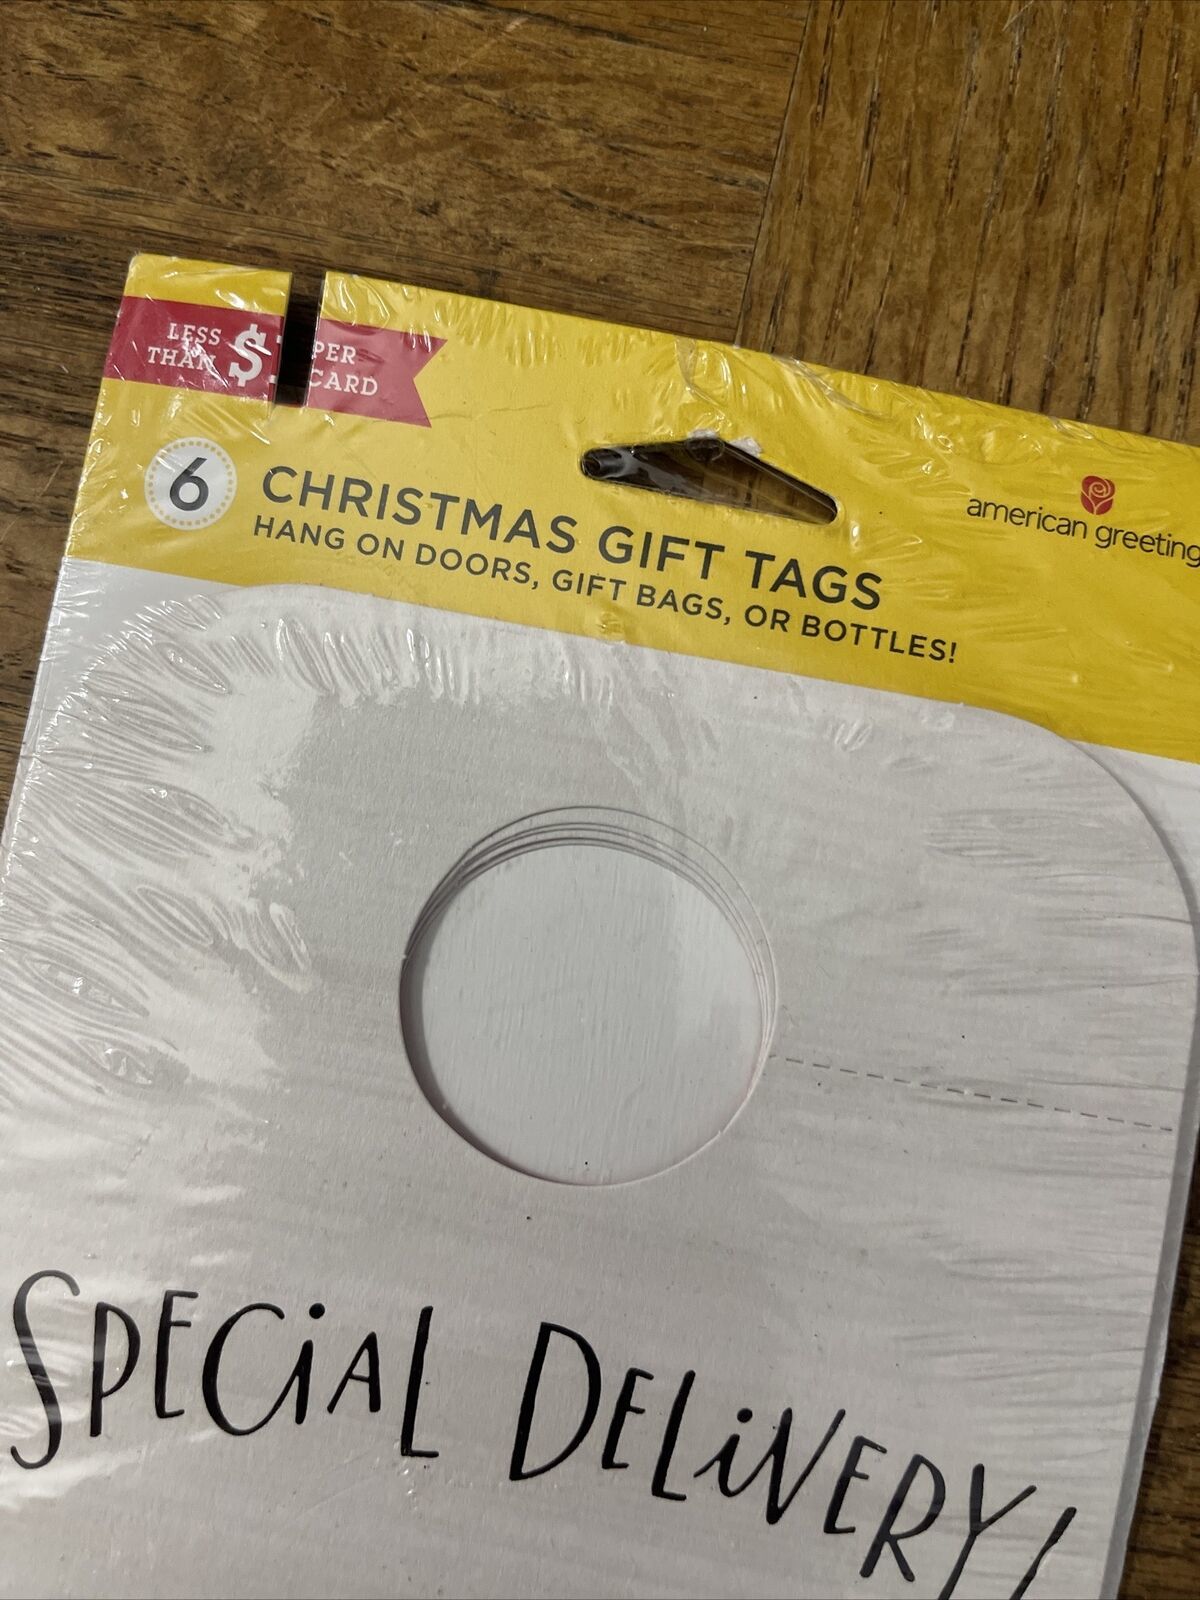 LESS
THAN $
PER
CARD
6
CHRISTMAS GIFT TAGS
HANG ON DOORS, GIFT BAGS, OR BOTTLES!
american greeting
SPECiAL DELiVERY!